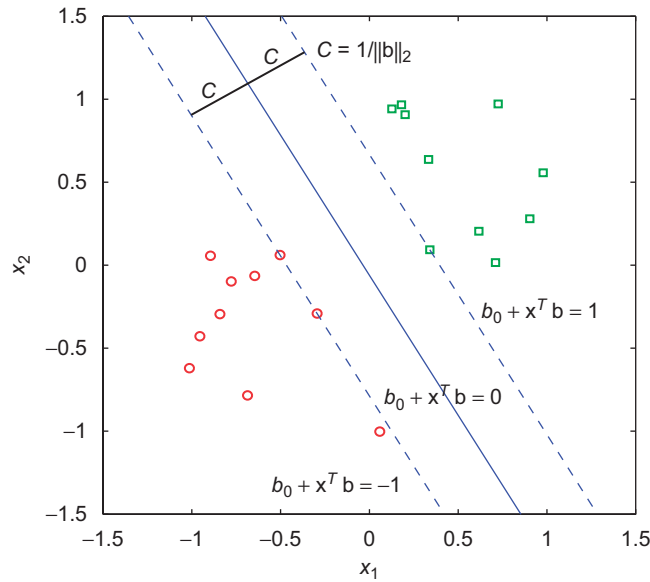 1.5
C
C
C = 1/||b||₂
1
0.5
x₂
0
b₀ + xᵀ b = 1
−0.5
b₀ + xᵀ b = 0
−1
b₀ + xᵀ b = −1
−1.5
−1.5 −1 −0.5 0 0.5 1 1.5
x₁